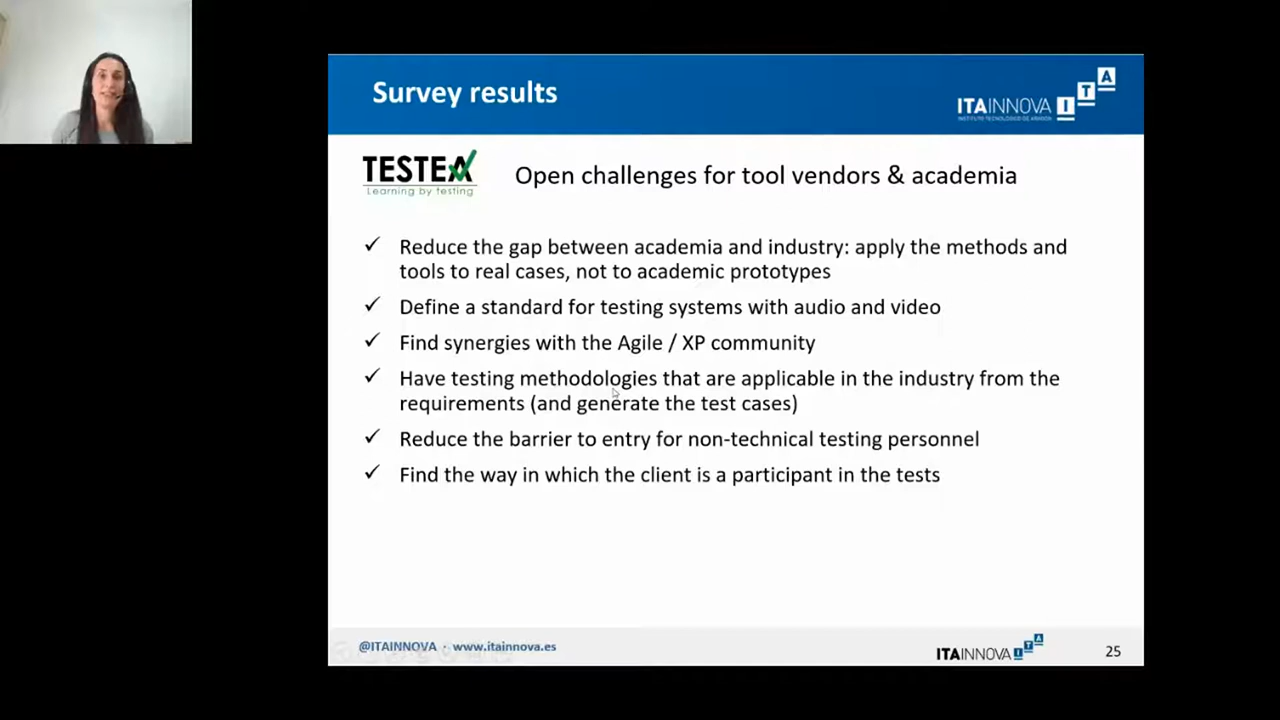 Survey results
ITAINNOVA
INSTITUTO TECNOLÓGICO DE ARAGÓN
I T A
TESTEA
Learning by testing
Open challenges for tool vendors & academia
Reduce the gap between academia and industry: apply the methods and
tools to real cases, not to academic prototypes
Define a standard for testing systems with audio and video
Find synergies with the Agile / XP community
Have testing methodologies that are applicable in the industry from the
requirements (and generate the test cases)
Reduce the barrier to entry for non-technical testing personnel
Find the way in which the client is a participant in the tests
@ITAINNOVA · www.itainnova.es
ITAINNOVA I T A
25